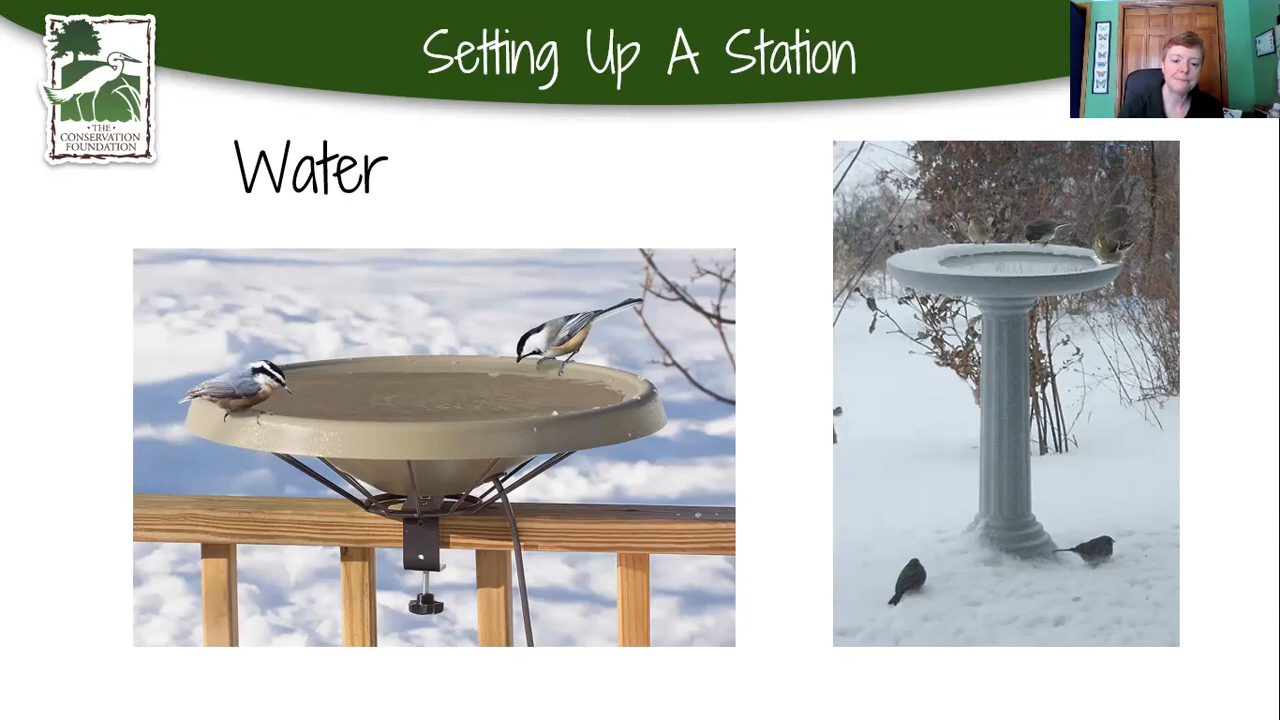 Setting Up A Station
• THE •
CONSERVATION
FOUNDATION
Water